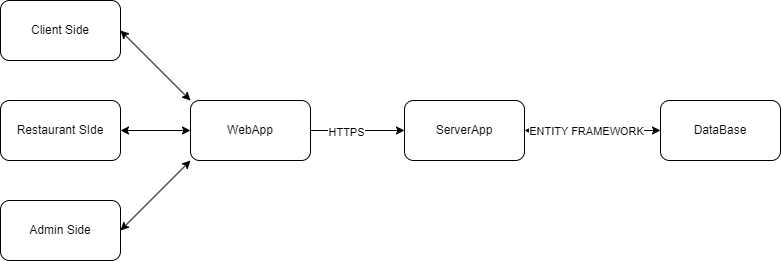 Client Side
Restaurant SIde
WebApp
HTTPS
ServerApp
ENTITY FRAMEWORK
DataBase
Admin Side